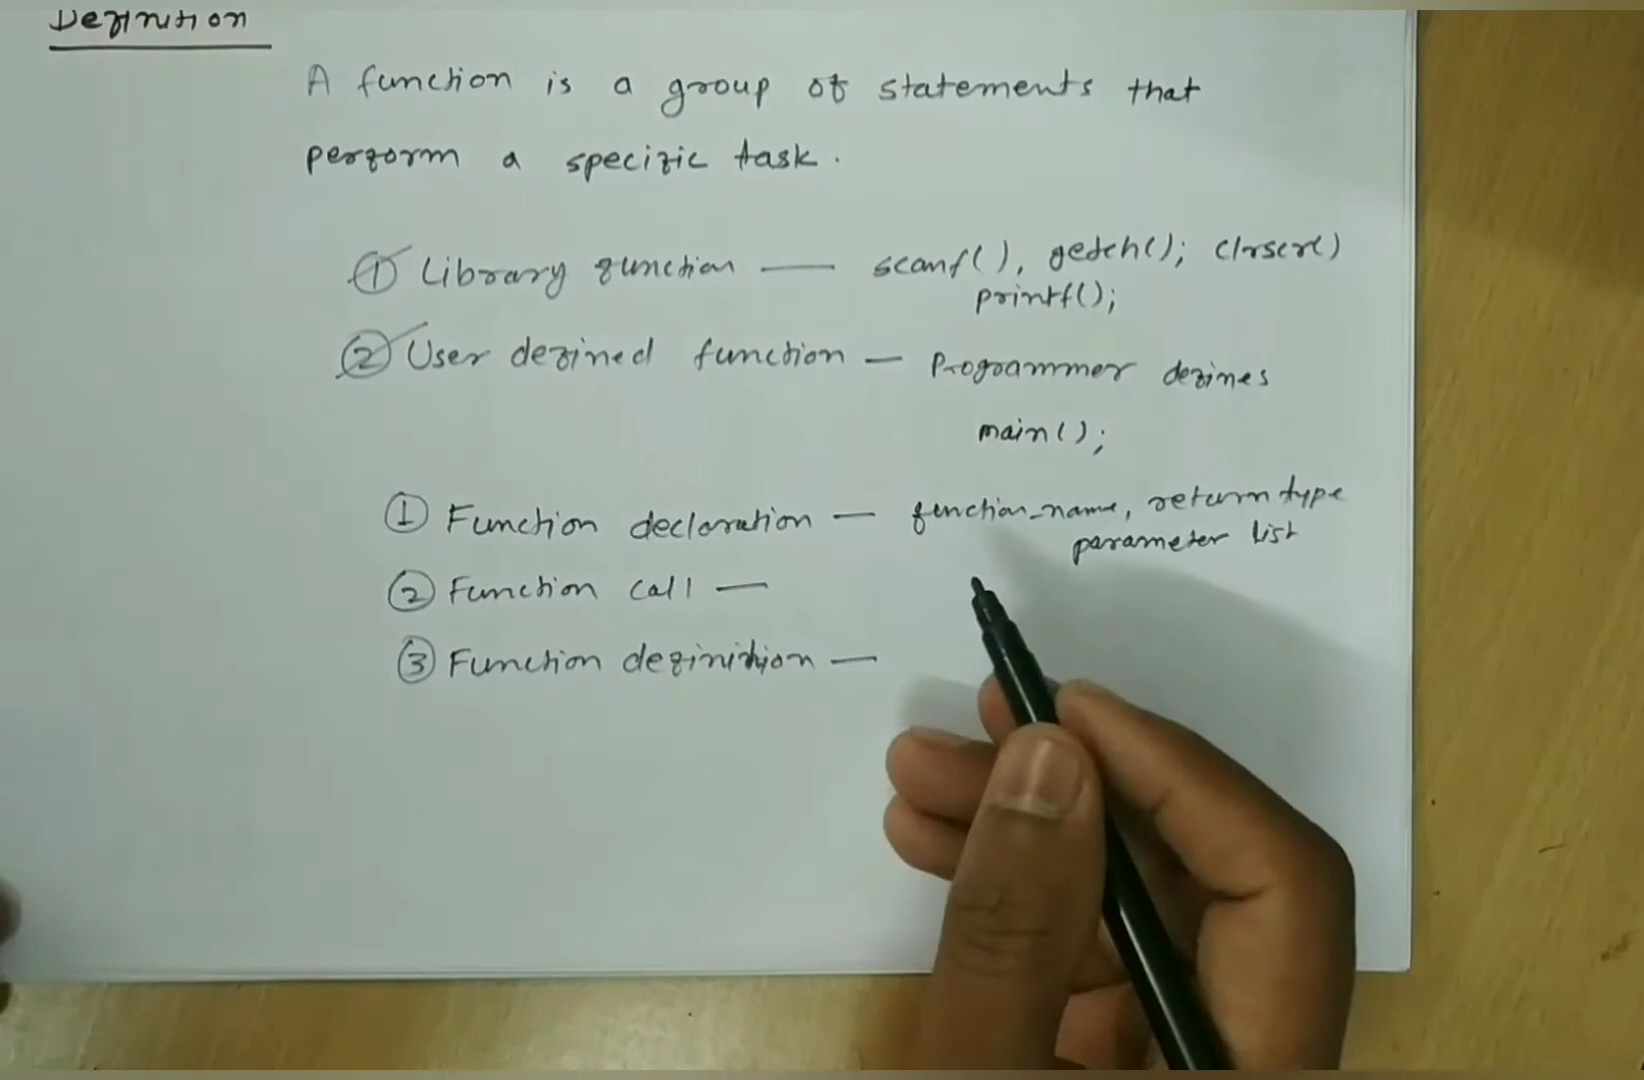 Definition
A function is a group of statements that
perform a specific task.
① Library function — scanf(), getch(); clrscr()
printf();
② User defined function — Programmer defines
main();
① Function declaration — function_name, return type
parameter list
② Function call —
③ Function definition —